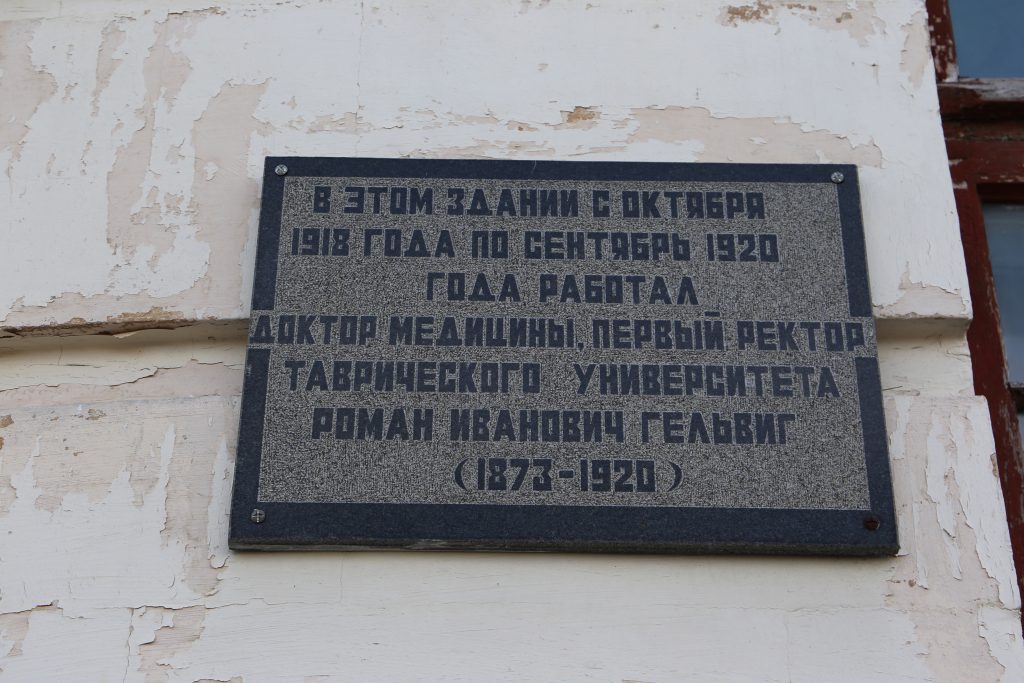 В ЭТОМ ЗДАНИИ С ОКТЯБРЯ
1918 ГОДА ПО СЕНТЯБРЬ 1920
ГОДА РАБОТАЛ
ДОКТОР МЕДИЦИНЫ, ПЕРВЫЙ РЕКТОР
ТАВРИЧЕСКОГО УНИВЕРСИТЕТА
РОМАН ИВАНОВИЧ ГЕЛЬВИГ
(1873-1920)